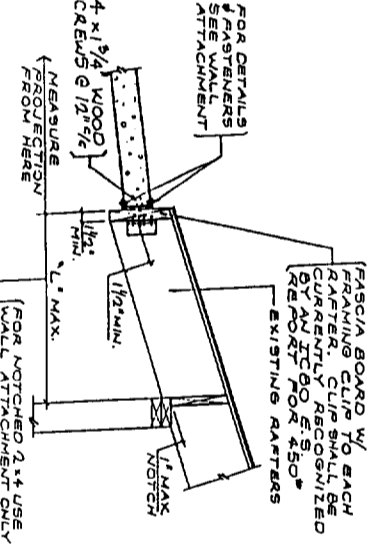 FOR DETAILS
& FASTENERS
SEE WALL
ATTACHMENT
4 x 1 3/4" WOOD
CREWS @ 12" c/c
MEASURE
PROJECTION
FROM HERE
1 1/2"
MIN.
1 1/2" MIN.
"L" MAX.
FASCIA BOARD W/
FRAMING CLIP TO EACH
RAFTER. CLIP SHALL BE
CURRENTLY RECOGNIZED
BY AN ICBO E.S.
REPORT FOR 450#
EXISTING RAFTERS
1" MAX
NOTCH
FOR NOTCHED 2x4 USE
WALL ATTACHMENT ONLY